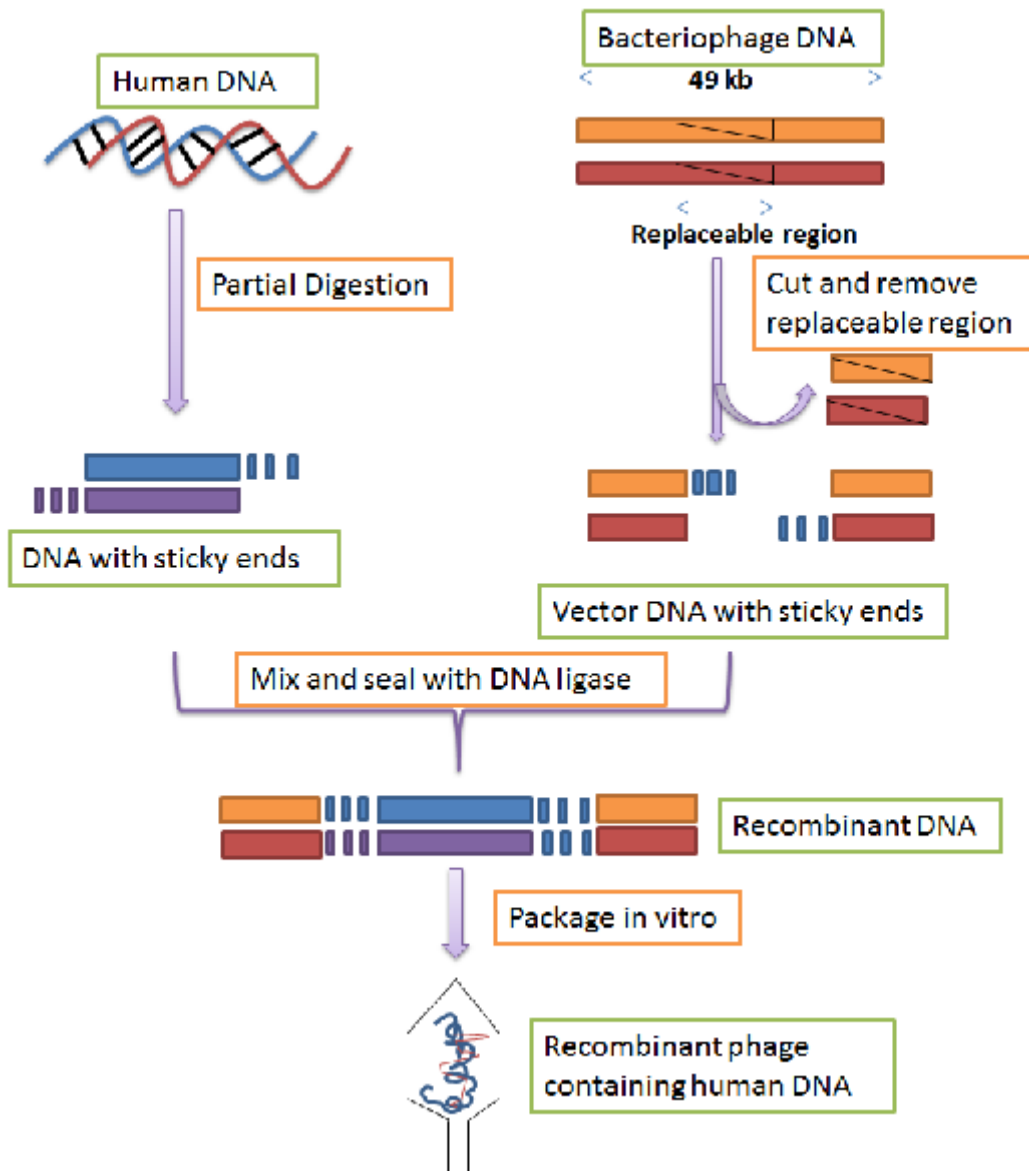 Human DNA
Bacteriophage DNA
< >
49 kb
< >
Replaceable region
Partial Digestion
Cut and remove
replaceable region
DNA with sticky ends
Vector DNA with sticky ends
Mix and seal with DNA ligase
Recombinant DNA
Package in vitro
Recombinant phage
containing human DNA